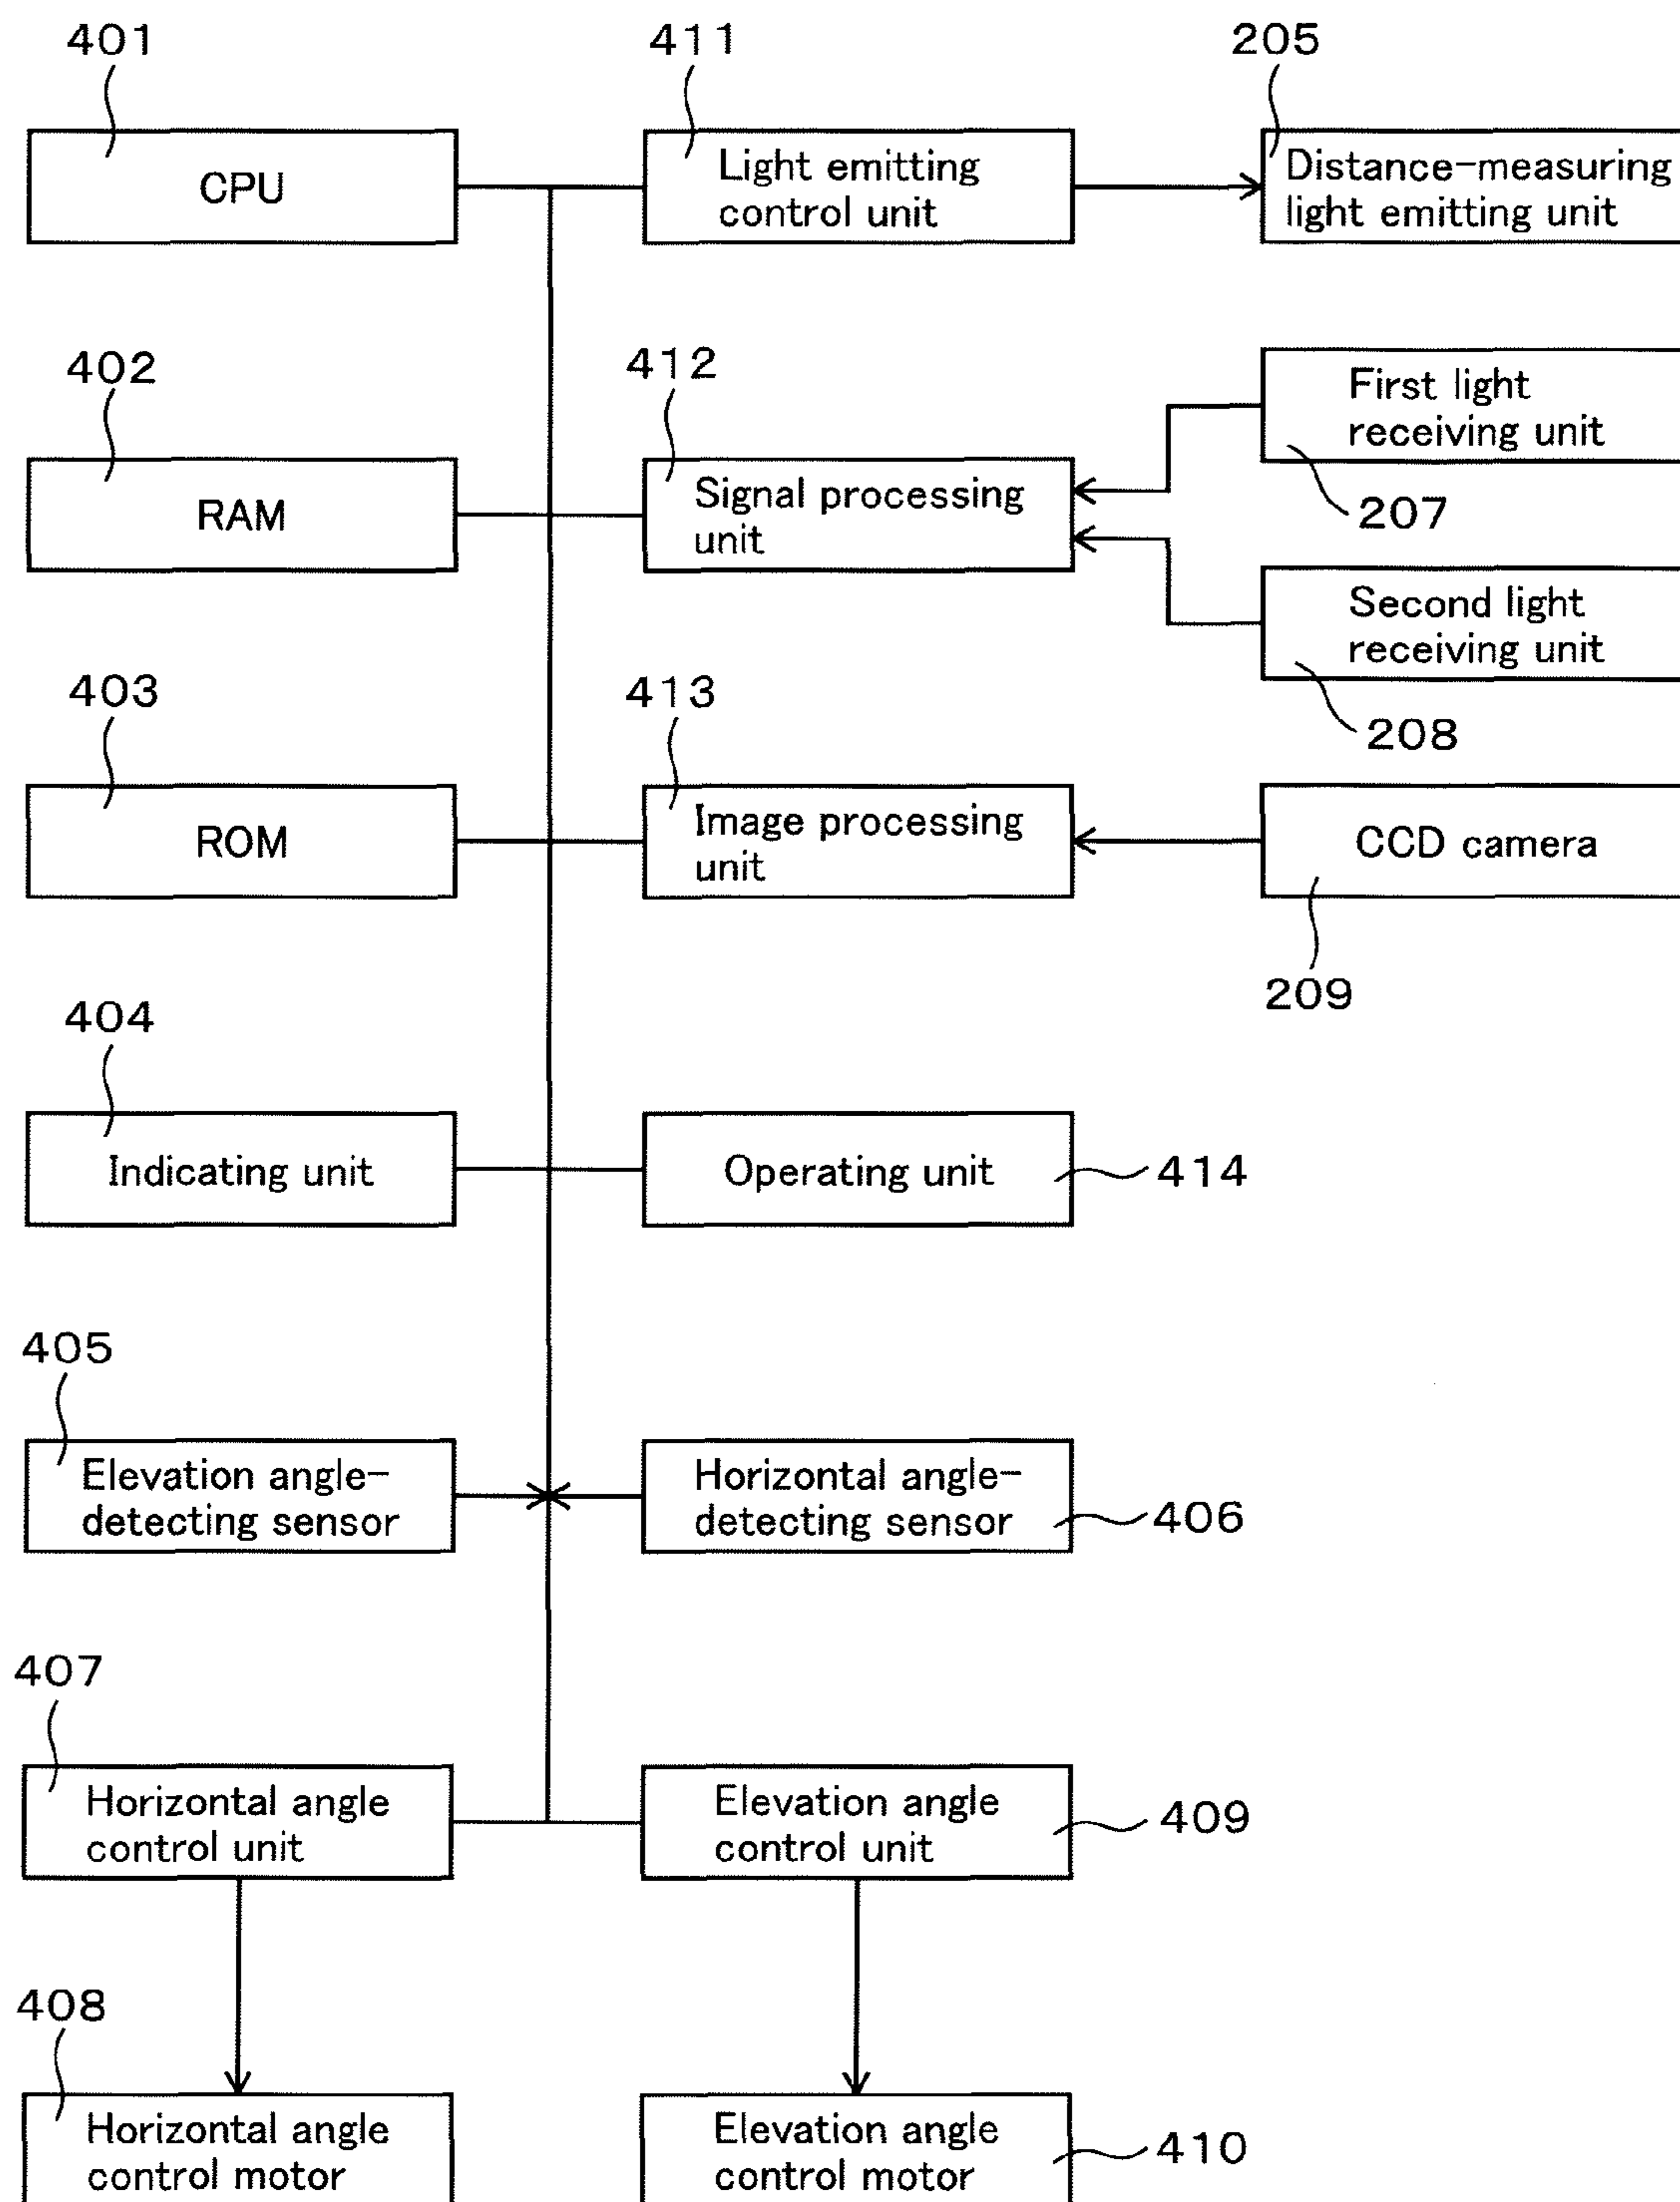 401
411
205
CPU
Light emitting
control unit
Distance-measuring
light emitting unit
402
412
First light
receiving unit
207
RAM
Signal processing
unit
Second light
receiving unit
208
403
413
ROM
Image processing
unit
CCD camera
209
404
Indicating unit
Operating unit
414
405
Elevation angle-
detecting sensor
Horizontal angle-
detecting sensor
406
407
Horizontal angle
control unit
Elevation angle
control unit
409
408
Horizontal angle
control motor
Elevation angle
control motor
410